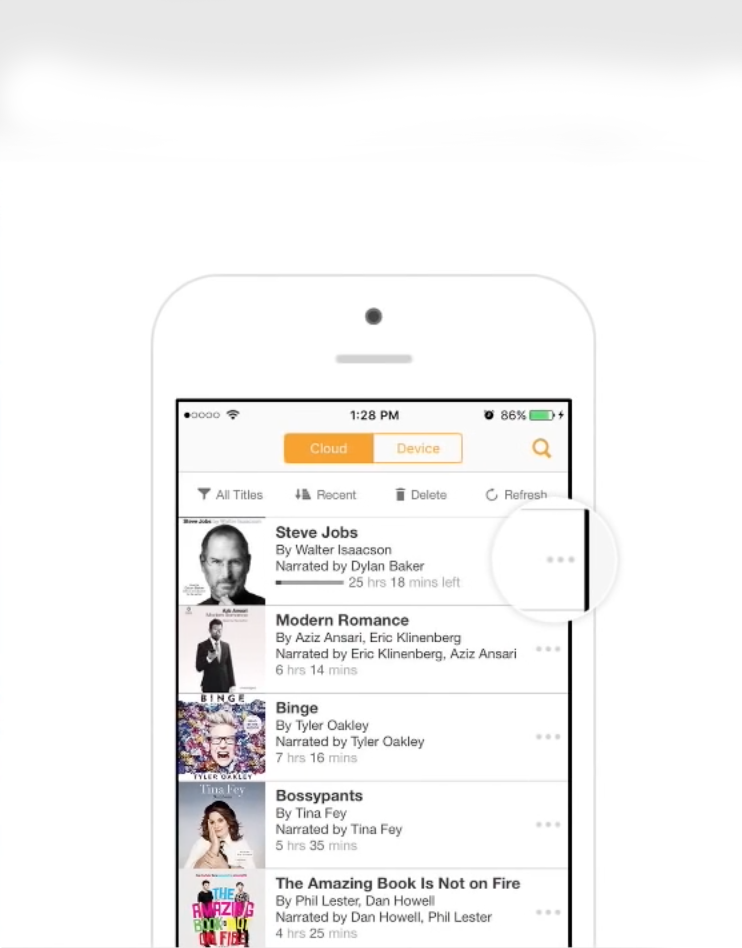 1:28 PM
86%
Cloud
Device
All Titles
Recent
Delete
Refresh
Steve Jobs
Steve Jobs
By Walter Isaacson
Narrated by Dylan Baker
25 hrs 18 mins left
Modern Romance
By Aziz Ansari, Eric Klinenberg
Narrated by Eric Klinenberg, Aziz Ansari
6 hrs 14 mins
BINGE
TYLER OAKLEY
Binge
By Tyler Oakley
Narrated by Tyler Oakley
7 hrs 16 mins
Tina Fey
Bossypants
By Tina Fey
Narrated by Tina Fey
5 hrs 35 mins
THE
AMAZING
BOOK IS NOT
ON FIRE
The Amazing Book Is Not on Fire
By Phil Lester, Dan Howell
Narrated by Dan Howell, Phil Lester
4 hrs 25 mins